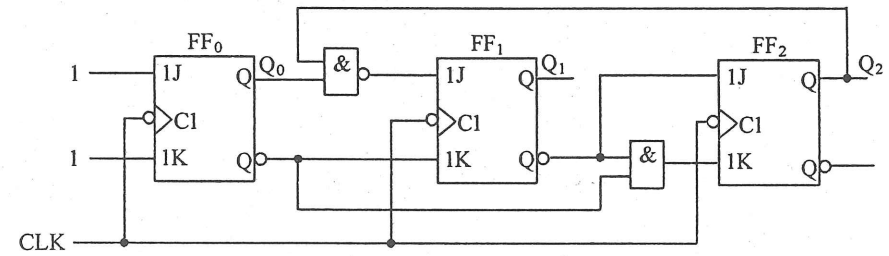 FF₀ FF₁ FF₂
1 1J Q Q₀ & 1J Q Q₁ 1J Q Q₂
C1 C1 C1
1 1K Q 1K Q & 1K Q
CLK